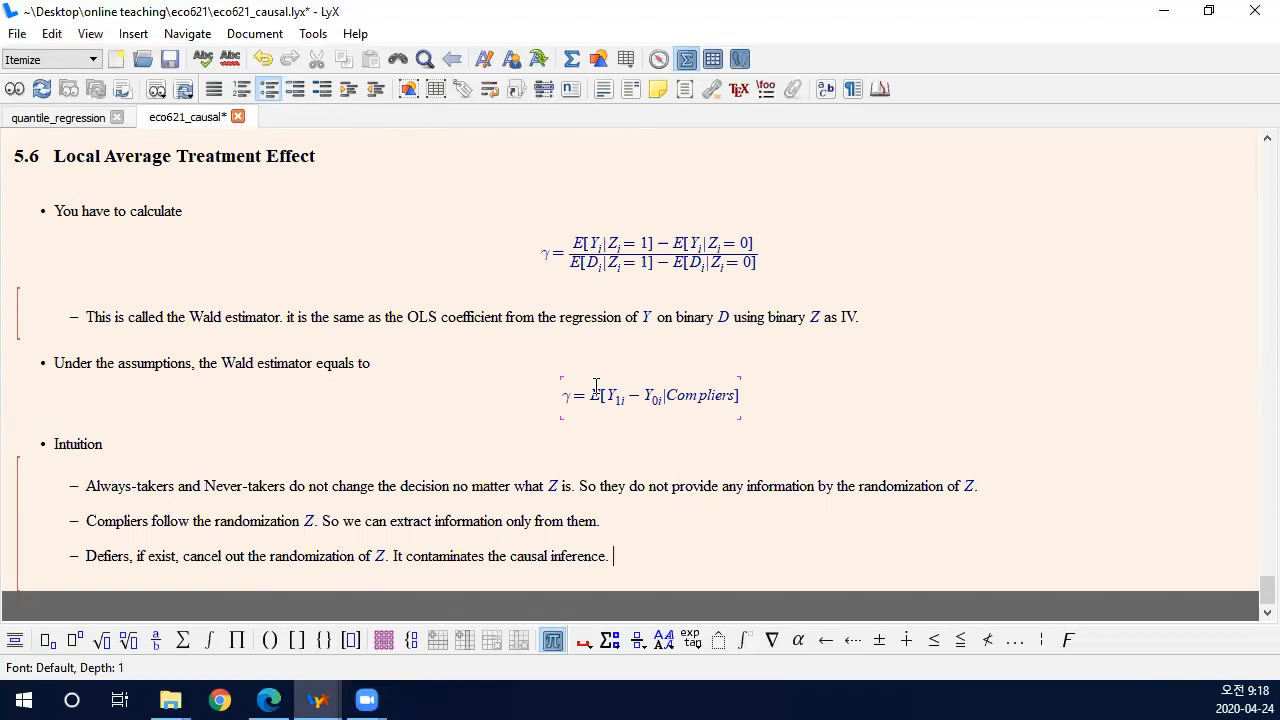 ~\Desktop\online teaching\eco621\eco621_causal.lyx* - LyX
File Edit View Insert Navigate Document Tools Help
Itemize
quantile_regression eco621_causal*
5.6 Local Average Treatment Effect
• You have to calculate
γ = E[Y_i|Z_i = 1] − E[Y_i|Z_i = 0]
E[D_i|Z_i = 1] − E[D_i|Z_i = 0]
– This is called the Wald estimator. it is the same as the OLS coefficient from the regression of Y on binary D using binary Z as IV.
• Under the assumptions, the Wald estimator equals to
γ = E[Y_1i − Y_0i|Compliers]
• Intuition
– Always-takers and Never-takers do not change the decision no matter what Z is. So they do not provide any information by the randomization of Z.
– Compliers follow the randomization Z. So we can extract information only from them.
– Defiers, if exist, cancel out the randomization of Z. It contaminates the causal inference.
Font: Default, Depth: 1
오전 9:18
2020-04-24